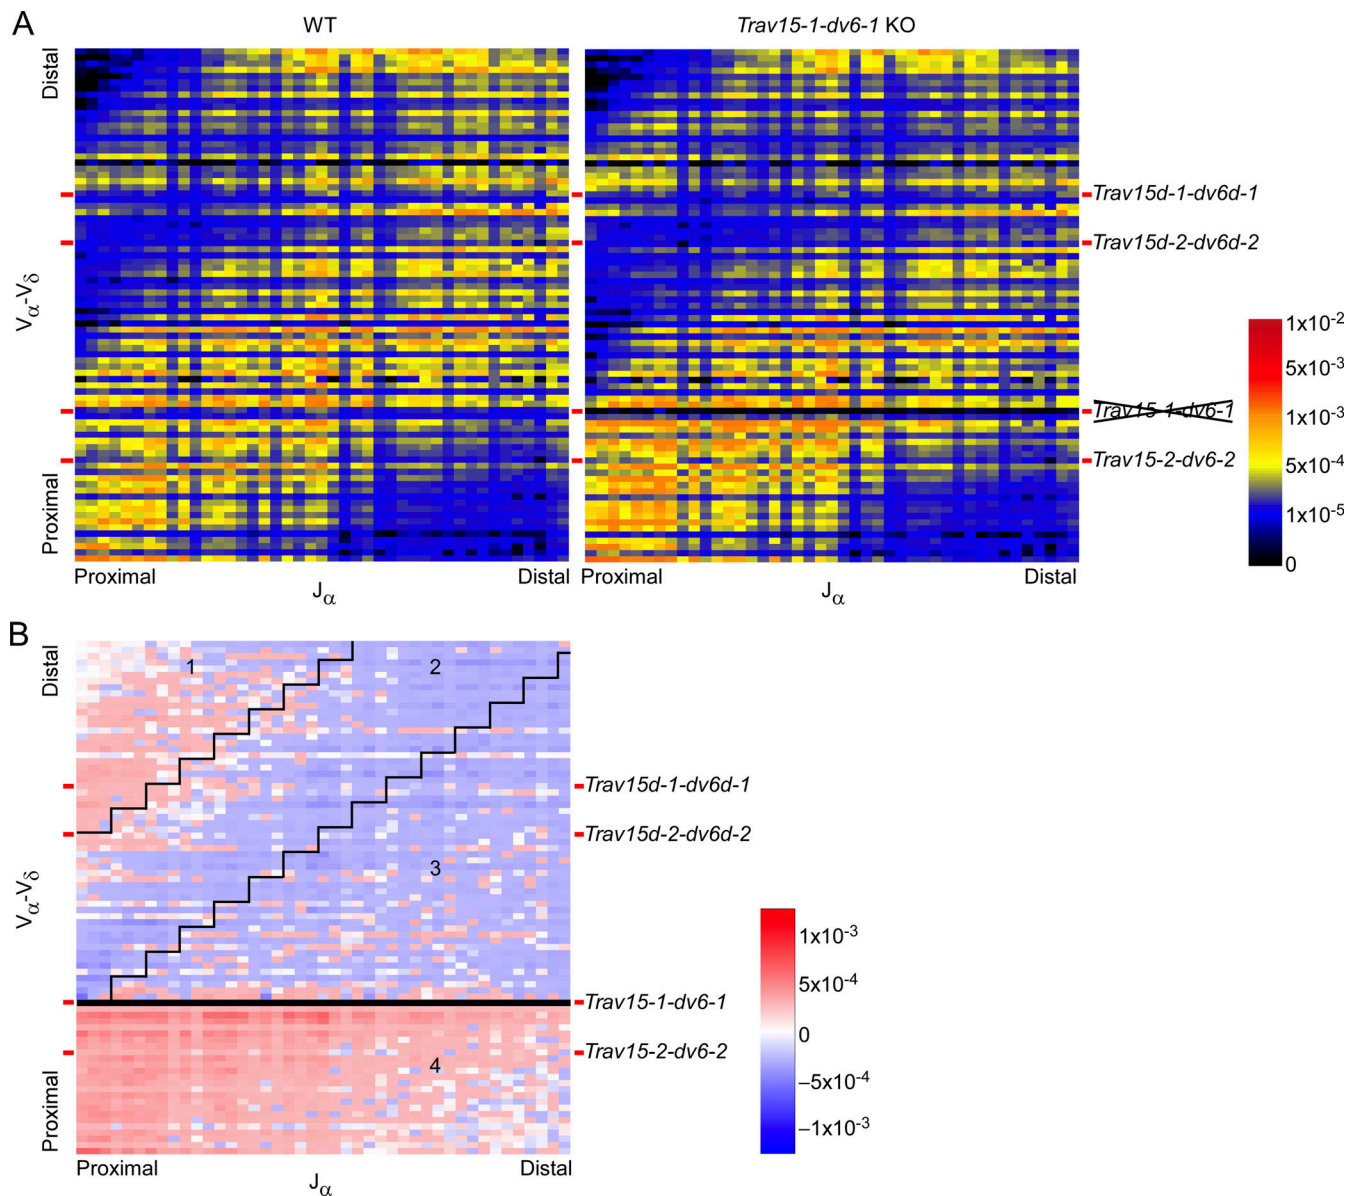 A
WT
Trav15-1-dv6-1 KO
Distal
Vα-Vδ
Proximal
Proximal
Jα
Distal
Proximal
Jα
Distal
Trav15d-1-dv6d-1
Trav15d-2-dv6d-2
Trav15-1-dv6-1
Trav15-2-dv6-2
1x10⁻²
5x10⁻³
1x10⁻³
5x10⁻⁴
1x10⁻⁵
0
B
Distal
Vα-Vδ
Proximal
1
2
3
4
Proximal
Jα
Distal
Trav15d-1-dv6d-1
Trav15d-2-dv6d-2
Trav15-1-dv6-1
Trav15-2-dv6-2
1x10⁻³
5x10⁻⁴
0
–5x10⁻⁴
–1x10⁻³